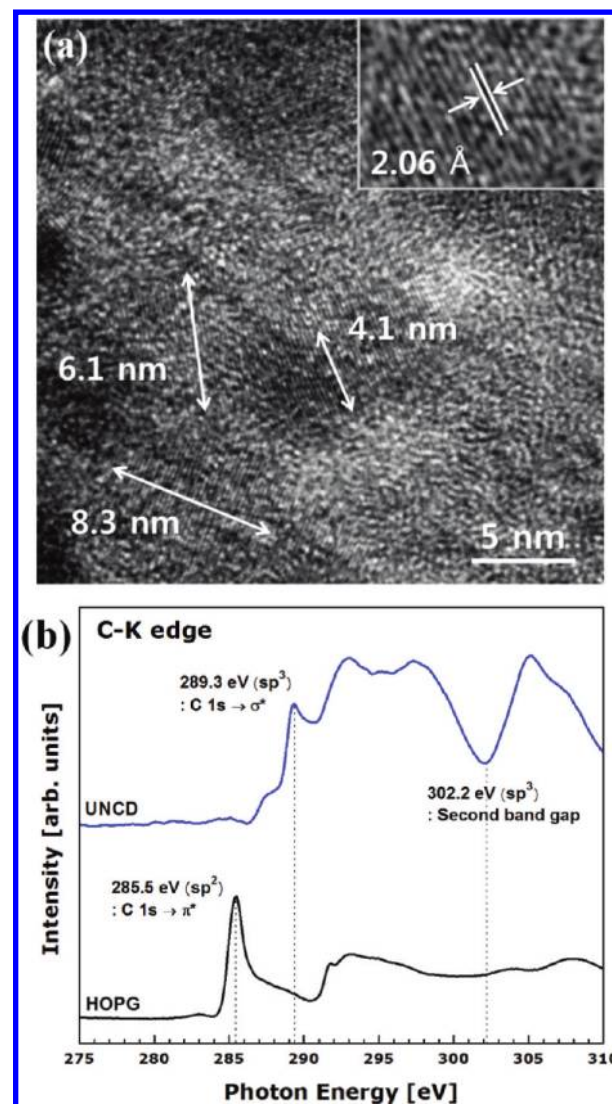 (a)
2.06 Å
4.1 nm
6.1 nm
8.3 nm
5 nm
(b)
C-K edge
289.3 eV (sp³)
: C 1s → σ*
UNCD
302.2 eV (sp³)
: Second band gap
285.5 eV (sp²)
: C 1s → π*
HOPG
Intensity [arb. units]
275 280 285 290 295 300 305 310
Photon Energy [eV]